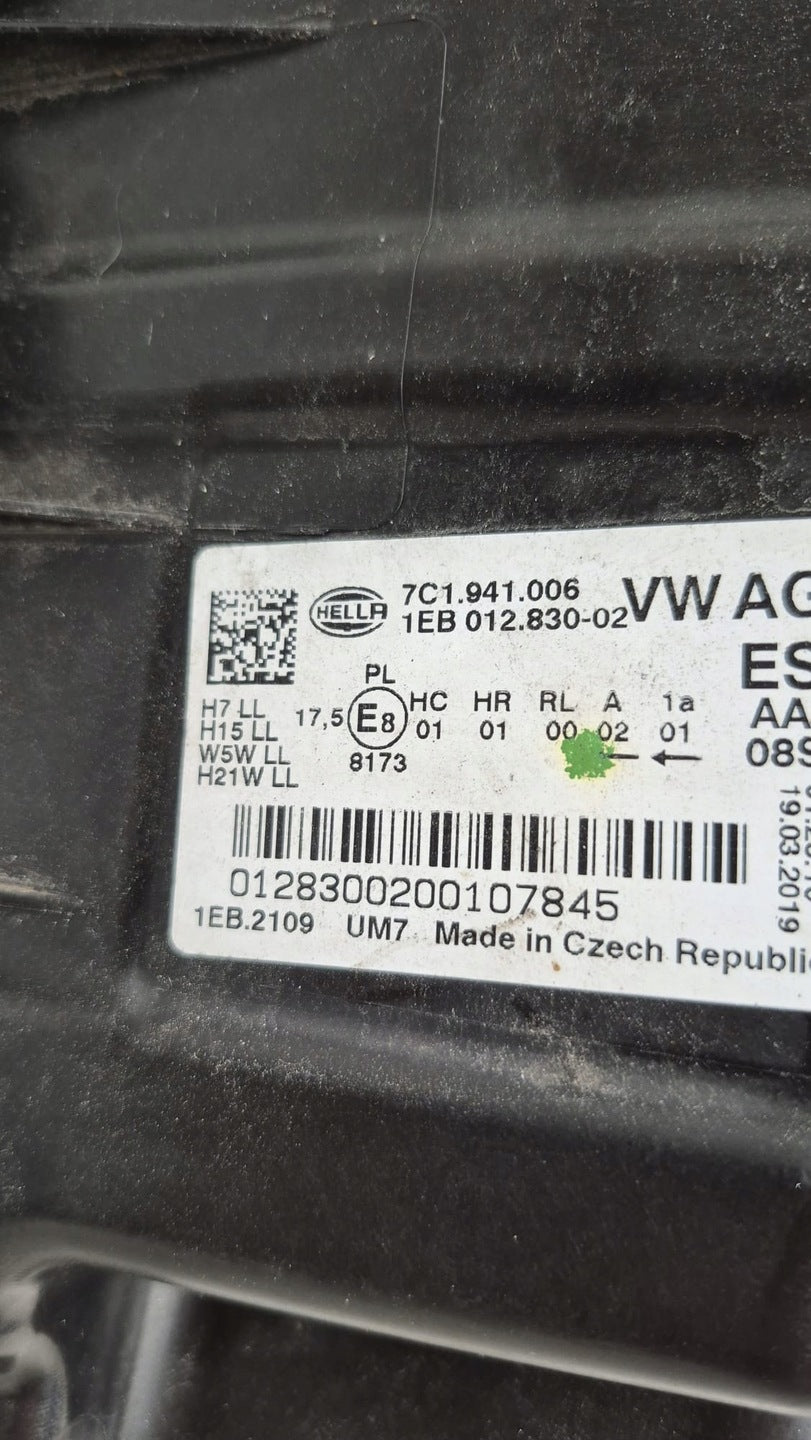 HELLA
7C1.941.006
1EB 012.830-02
VW AG
ES
PL
H7 LL
H15 LL
W5W LL
H21W LL
17,5
E8
8173
HC HR RL A 1a
01 01 00 02 01
AA
08S
19.03.2019
0128300200107845
1EB.2109 UM7 Made in Czech Republic